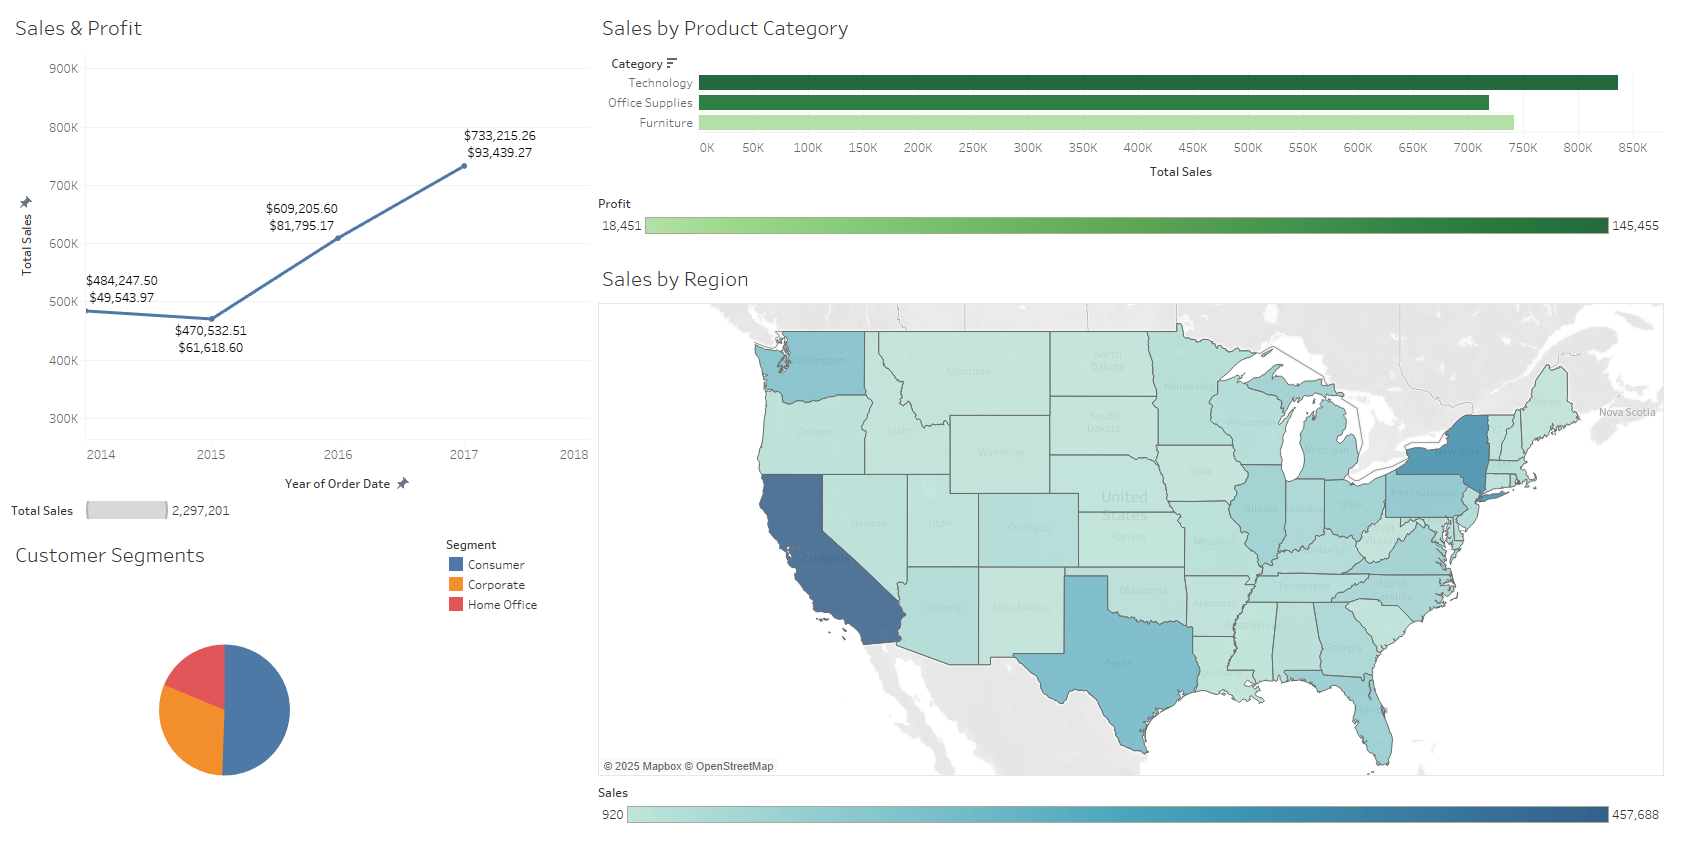 Sales & Profit
900K
800K
700K
600K
500K
400K
300K
Total Sales
$484,247.50
$49,543.97
$470,532.51
$61,618.60
$609,205.60
$81,795.17
$733,215.26
$93,439.27
2014 2015 2016 2017 2018
Year of Order Date
Total Sales 2,297,201
Customer Segments
Segment
Consumer
Corporate
Home Office
Sales by Product Category
Category
Technology
Office Supplies
Furniture
0K 50K 100K 150K 200K 250K 300K 350K 400K 450K 500K 550K 600K 650K 700K 750K 800K 850K
Total Sales
Profit
18,451 145,455
Sales by Region
Montana
North
Dakota
Minnesota
Maine
Nova Scotia
Oregon
Idaho
South
Dakota
Wisconsin
Michigan
New York
Wyoming
Iowa
Pennsylvania
Nevada
Utah
Colorado
United
States
Kansas
Missouri
Illinois
Indiana
Ohio
California
Kentucky
Virginia
Arizona
New Mexico
Oklahoma
Arkansas
Tennessee
North
Carolina
Texas
Georgia
Florida
© 2025 Mapbox © OpenStreetMap
Sales
920 457,688